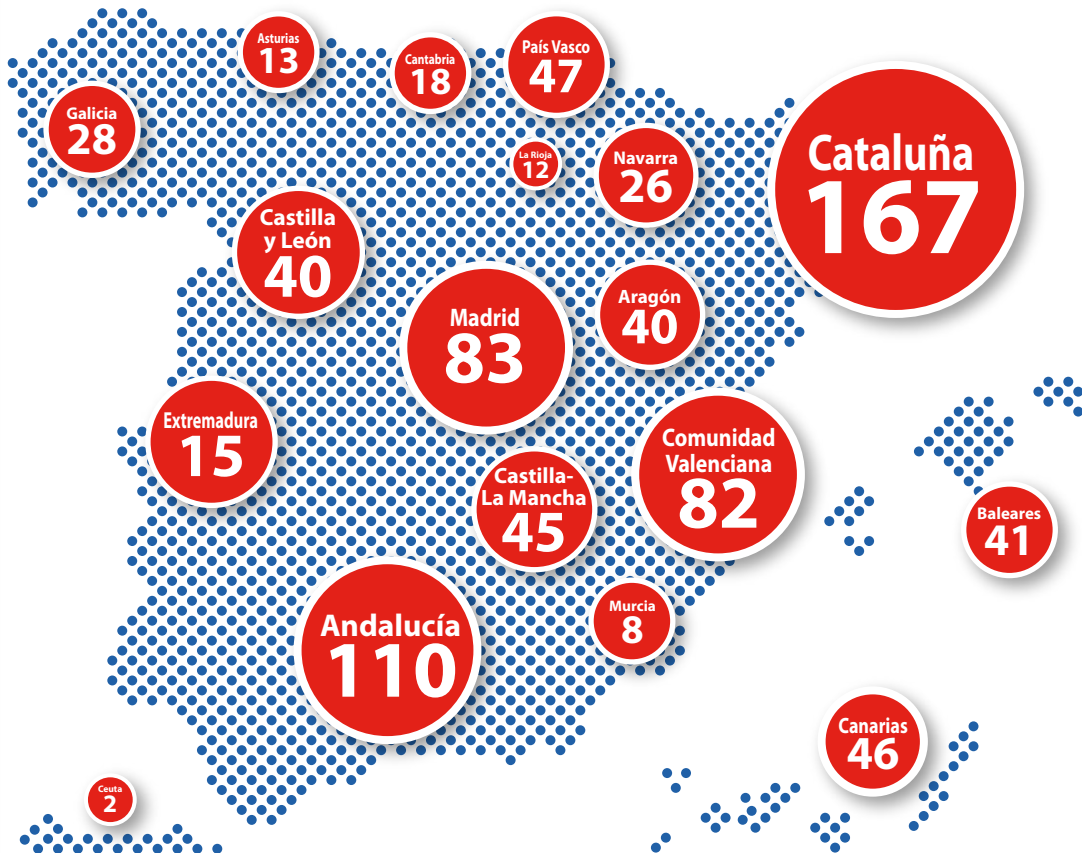 Asturias
13
Cantabria
18
País Vasco
47
Galicia
28
La Rioja
12
Navarra
26
Cataluña
167
Castilla
y León
40
Madrid
83
Aragón
40
Extremadura
15
Castilla-
La Mancha
45
Comunidad
Valenciana
82
Baleares
41
Andalucía
110
Murcia
8
Canarias
46
Ceuta
2